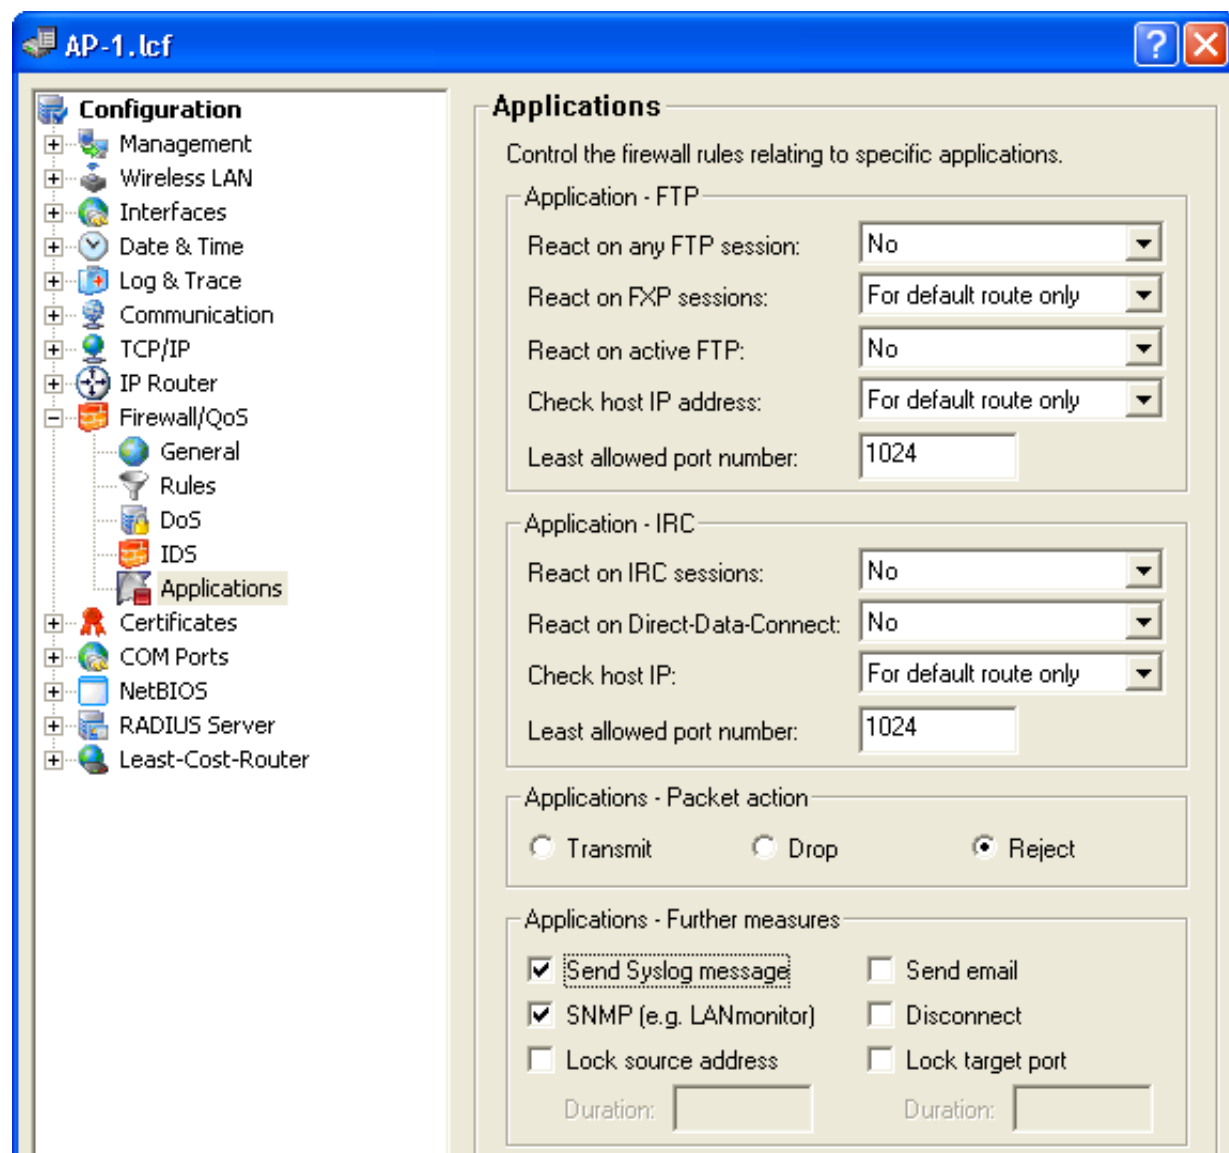 AP-1.lcf
Configuration
Management
Wireless LAN
Interfaces
Date & Time
Log & Trace
Communication
TCP/IP
IP Router
Firewall/QoS
General
Rules
DoS
IDS
Applications
Certificates
COM Ports
NetBIOS
RADIUS Server
Least-Cost-Router
Applications
Control the firewall rules relating to specific applications.
Application - FTP
React on any FTP session: No
React on FXP sessions: For default route only
React on active FTP: No
Check host IP address: For default route only
Least allowed port number: 1024
Application - IRC
React on IRC sessions: No
React on Direct-Data-Connect: No
Check host IP: For default route only
Least allowed port number: 1024
Applications - Packet action
Transmit Drop Reject
Applications - Further measures
Send Syslog message Send email
SNMP (e.g. LANmonitor) Disconnect
Lock source address Lock target port
Duration: Duration: